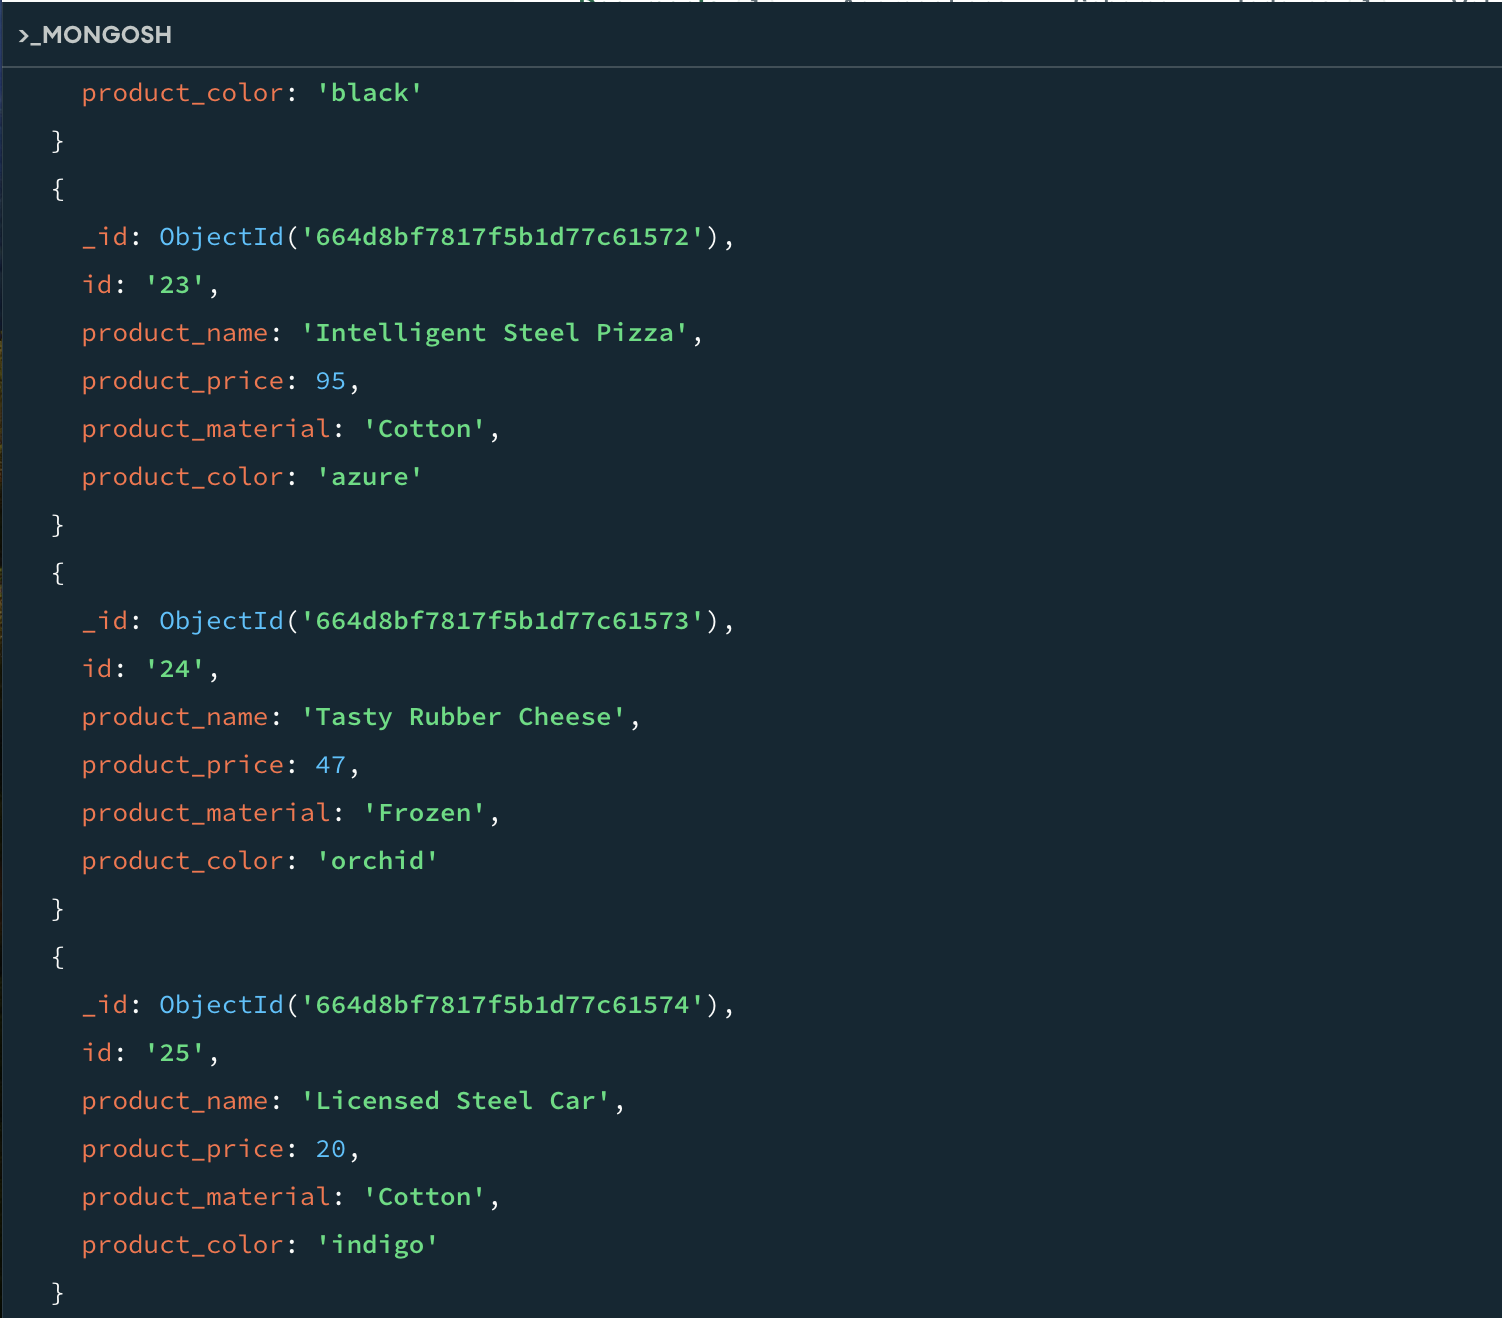 >_MONGOSH
product_color: 'black'
}
{
_id: ObjectId('664d8bf7817f5b1d77c61572'),
id: '23',
product_name: 'Intelligent Steel Pizza',
product_price: 95,
product_material: 'Cotton',
product_color: 'azure'
}
{
_id: ObjectId('664d8bf7817f5b1d77c61573'),
id: '24',
product_name: 'Tasty Rubber Cheese',
product_price: 47,
product_material: 'Frozen',
product_color: 'orchid'
}
{
_id: ObjectId('664d8bf7817f5b1d77c61574'),
id: '25',
product_name: 'Licensed Steel Car',
product_price: 20,
product_material: 'Cotton',
product_color: 'indigo'
}